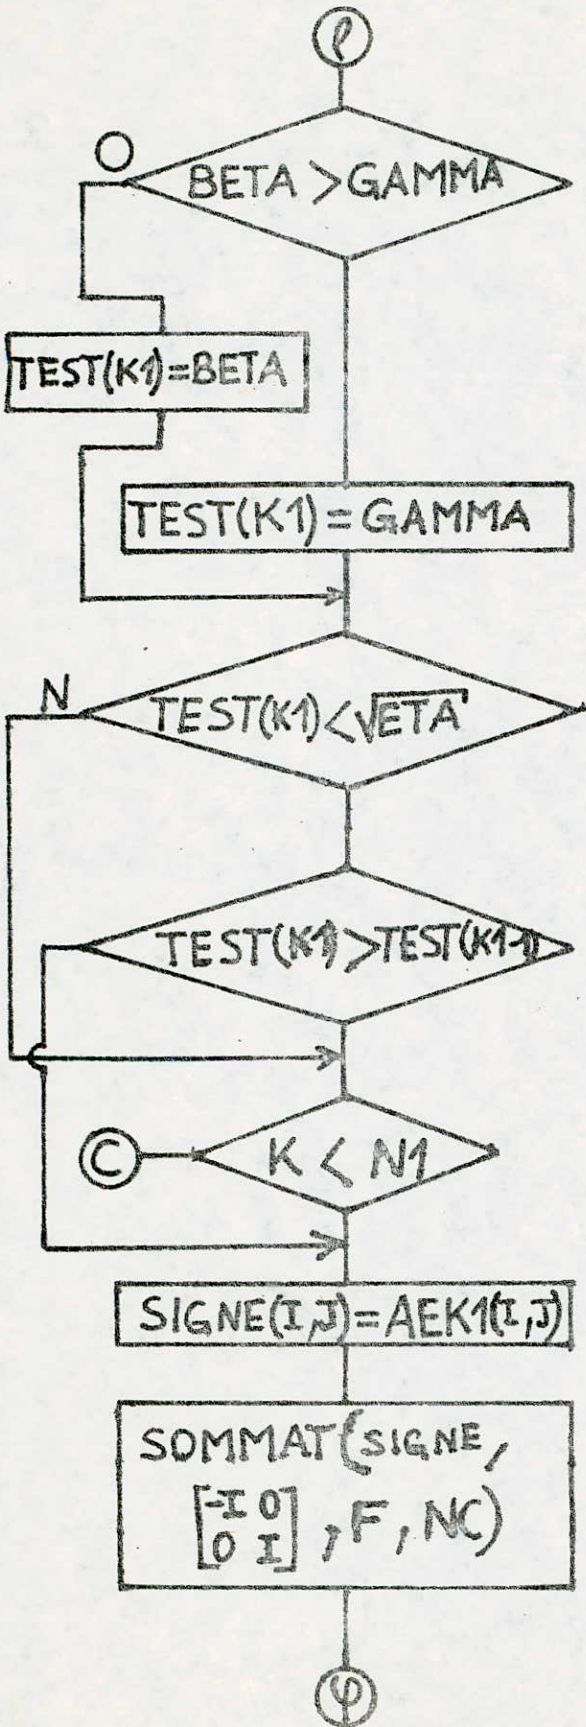 ρ
O
BETA > GAMMA
TEST(K1)=BETA
TEST(K1) = GAMMA
N
TEST(K1) < √ETA
TEST(K1) > TEST(K1-1)
C
K < N1
SIGNE(I,J)=AEK1(I,J)
SOMMAT(SIGNE,
[-I 0
0 I] , F, NC)
φ